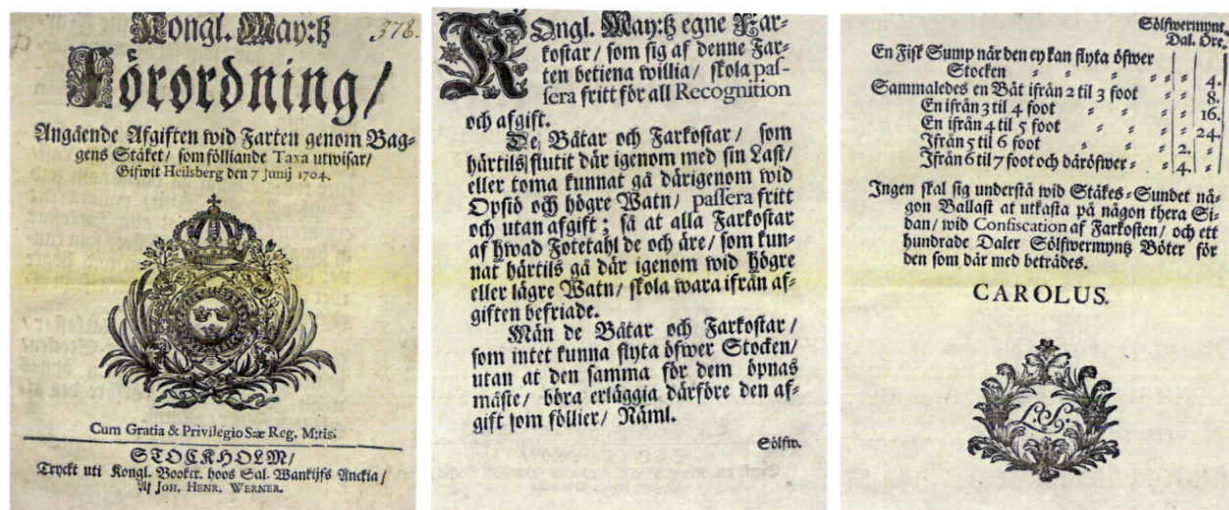 Kongl. May:tz
378.
Förordning/
Angående Afgiften wid Farten genom Bag-
gens Stäket/ som fölliande Taxa utwisar/
Gifwit Heilsberg den 7 Junij 1704.
Cum Gratia & Privilegio S:æ Reg. M:tis.
STOCKHOLM/
Tryckt uti Kongl. Booktr. hoos Sal. Wankijfs Änckia/
Af JOH. HENR. WERNER.
KOngl. May:tz egne Far-
kostar/ som sig af denne Far-
ten betiena willia/ skola pas-
sera fritt för all Recognition
och afgift.
De Båtar och Farkostar/ som
härtils flutit där igenom med sin Last/
eller toma kunnat gå därigenom wid
Opsiö och högre Watn/ passera fritt
och utan afgift; så at alla Farkostar
af hwad Fotetahl de och äre/ som kun-
nat härtils gå där igenom wid högre
eller lägre Watn/ skola wara ifrån af-
giften befriade.
Män de Båtar och Farkostar/
som intet kunna flyta öfwer Stocken/
utan at den samma för dem öpnas
måste/ böra erläggia därföre den af-
gift som föllier/ Näml.
Sölfw.
Sölfwermynt.
Dal. Öre.
En Fisk Sump när den ey kan flyta öfwer
Stocken 〃 〃 〃 〃 〃 〃 4.
Sammaledes en Båt ifrån 2 til 3 foot 〃 〃 8.
En ifrån 3 til 4 foot 〃 〃 〃 16.
En ifrån 4 til 5 foot 〃 〃 〃 24.
Ifrån 5 til 6 foot 〃 〃 2. 〃
Ifrån 6 til 7 foot och däröfwer 〃 4. 〃
Ingen skal sig understå wid Stäkes-Sundet nå-
gon Ballast at utkasta på någon thera Si-
dan/ wid Confiscation af Farkosten/ och ett
hundrade Daler Sölfwermyntz Böter för
den som där med beträdes.
CAROLUS.